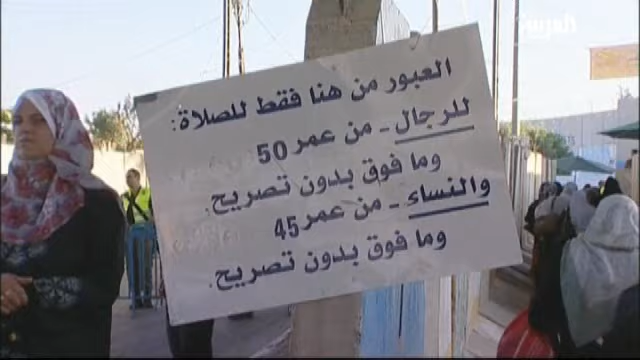 العربية
العبور من هنا فقط للصلاة:
للرجال - من عمر 50
وما فوق بدون تصريح.
والنساء - من عمر 45
وما فوق بدون تصريح.